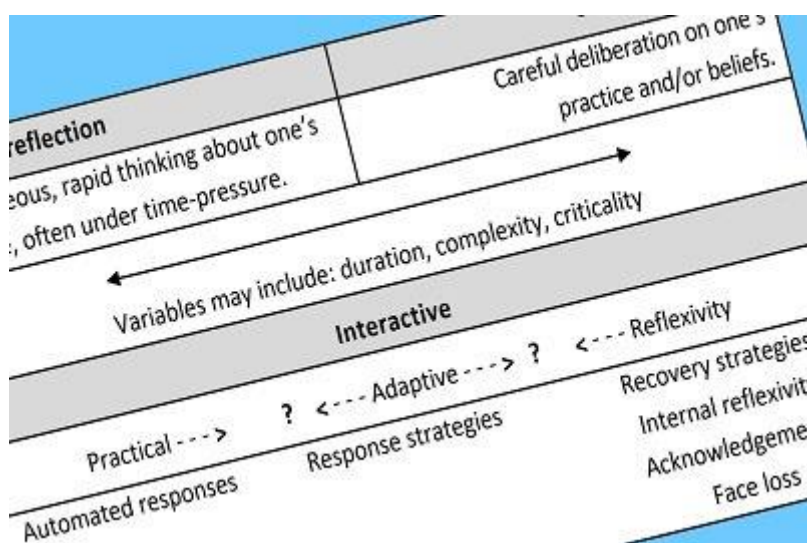 reflection
Careful deliberation on one's
practice and/or beliefs.
rapid thinking about one's
often under time-pressure.
Variables may include: duration, complexity, criticality
Interactive
Practical - - - > ? < - - - Adaptive - - - > ? < - - - Reflexivity
Automated responses
Response strategies
Recovery strategies
Internal
Face loss